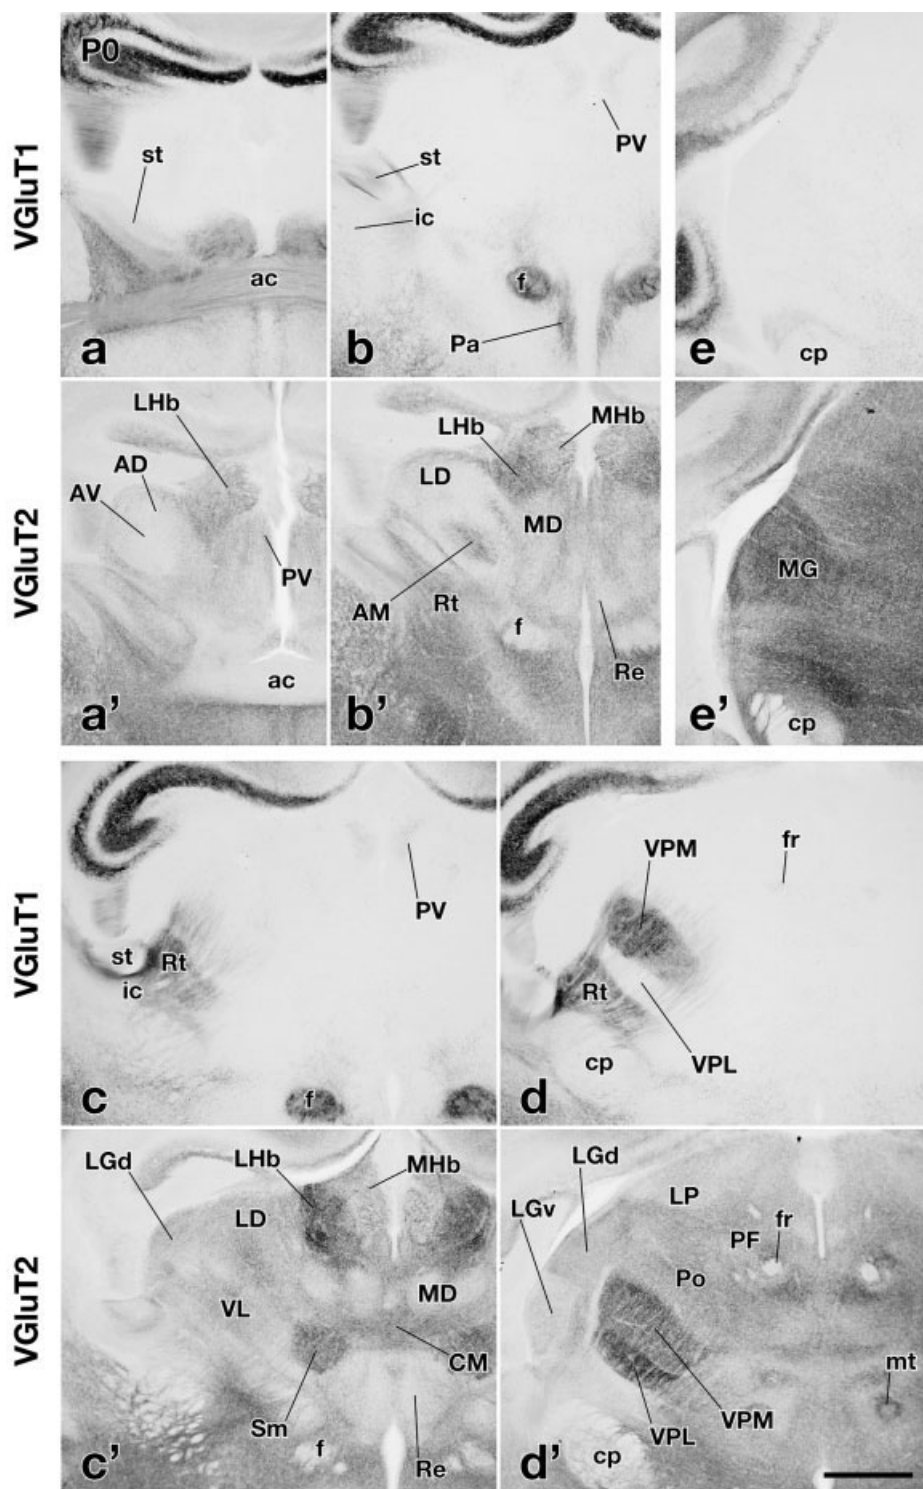 P0
VGluT1
st
ac
a
st
PV
ic
f
Pa
b
cp
e
VGluT2
LHb
AD
AV
PV
ac
a'
LHb
MHb
LD
MD
AM
Rt
f
Re
b'
MG
cp
e'
VGluT1
PV
st
Rt
ic
f
c
VPM
fr
Rt
VPL
cp
d
VGluT2
LGd
LHb
MHb
LD
VL
MD
CM
Sm
f
Re
c'
LGd
LGv
LP
PF
fr
Po
mt
VPL
VPM
cp
d'